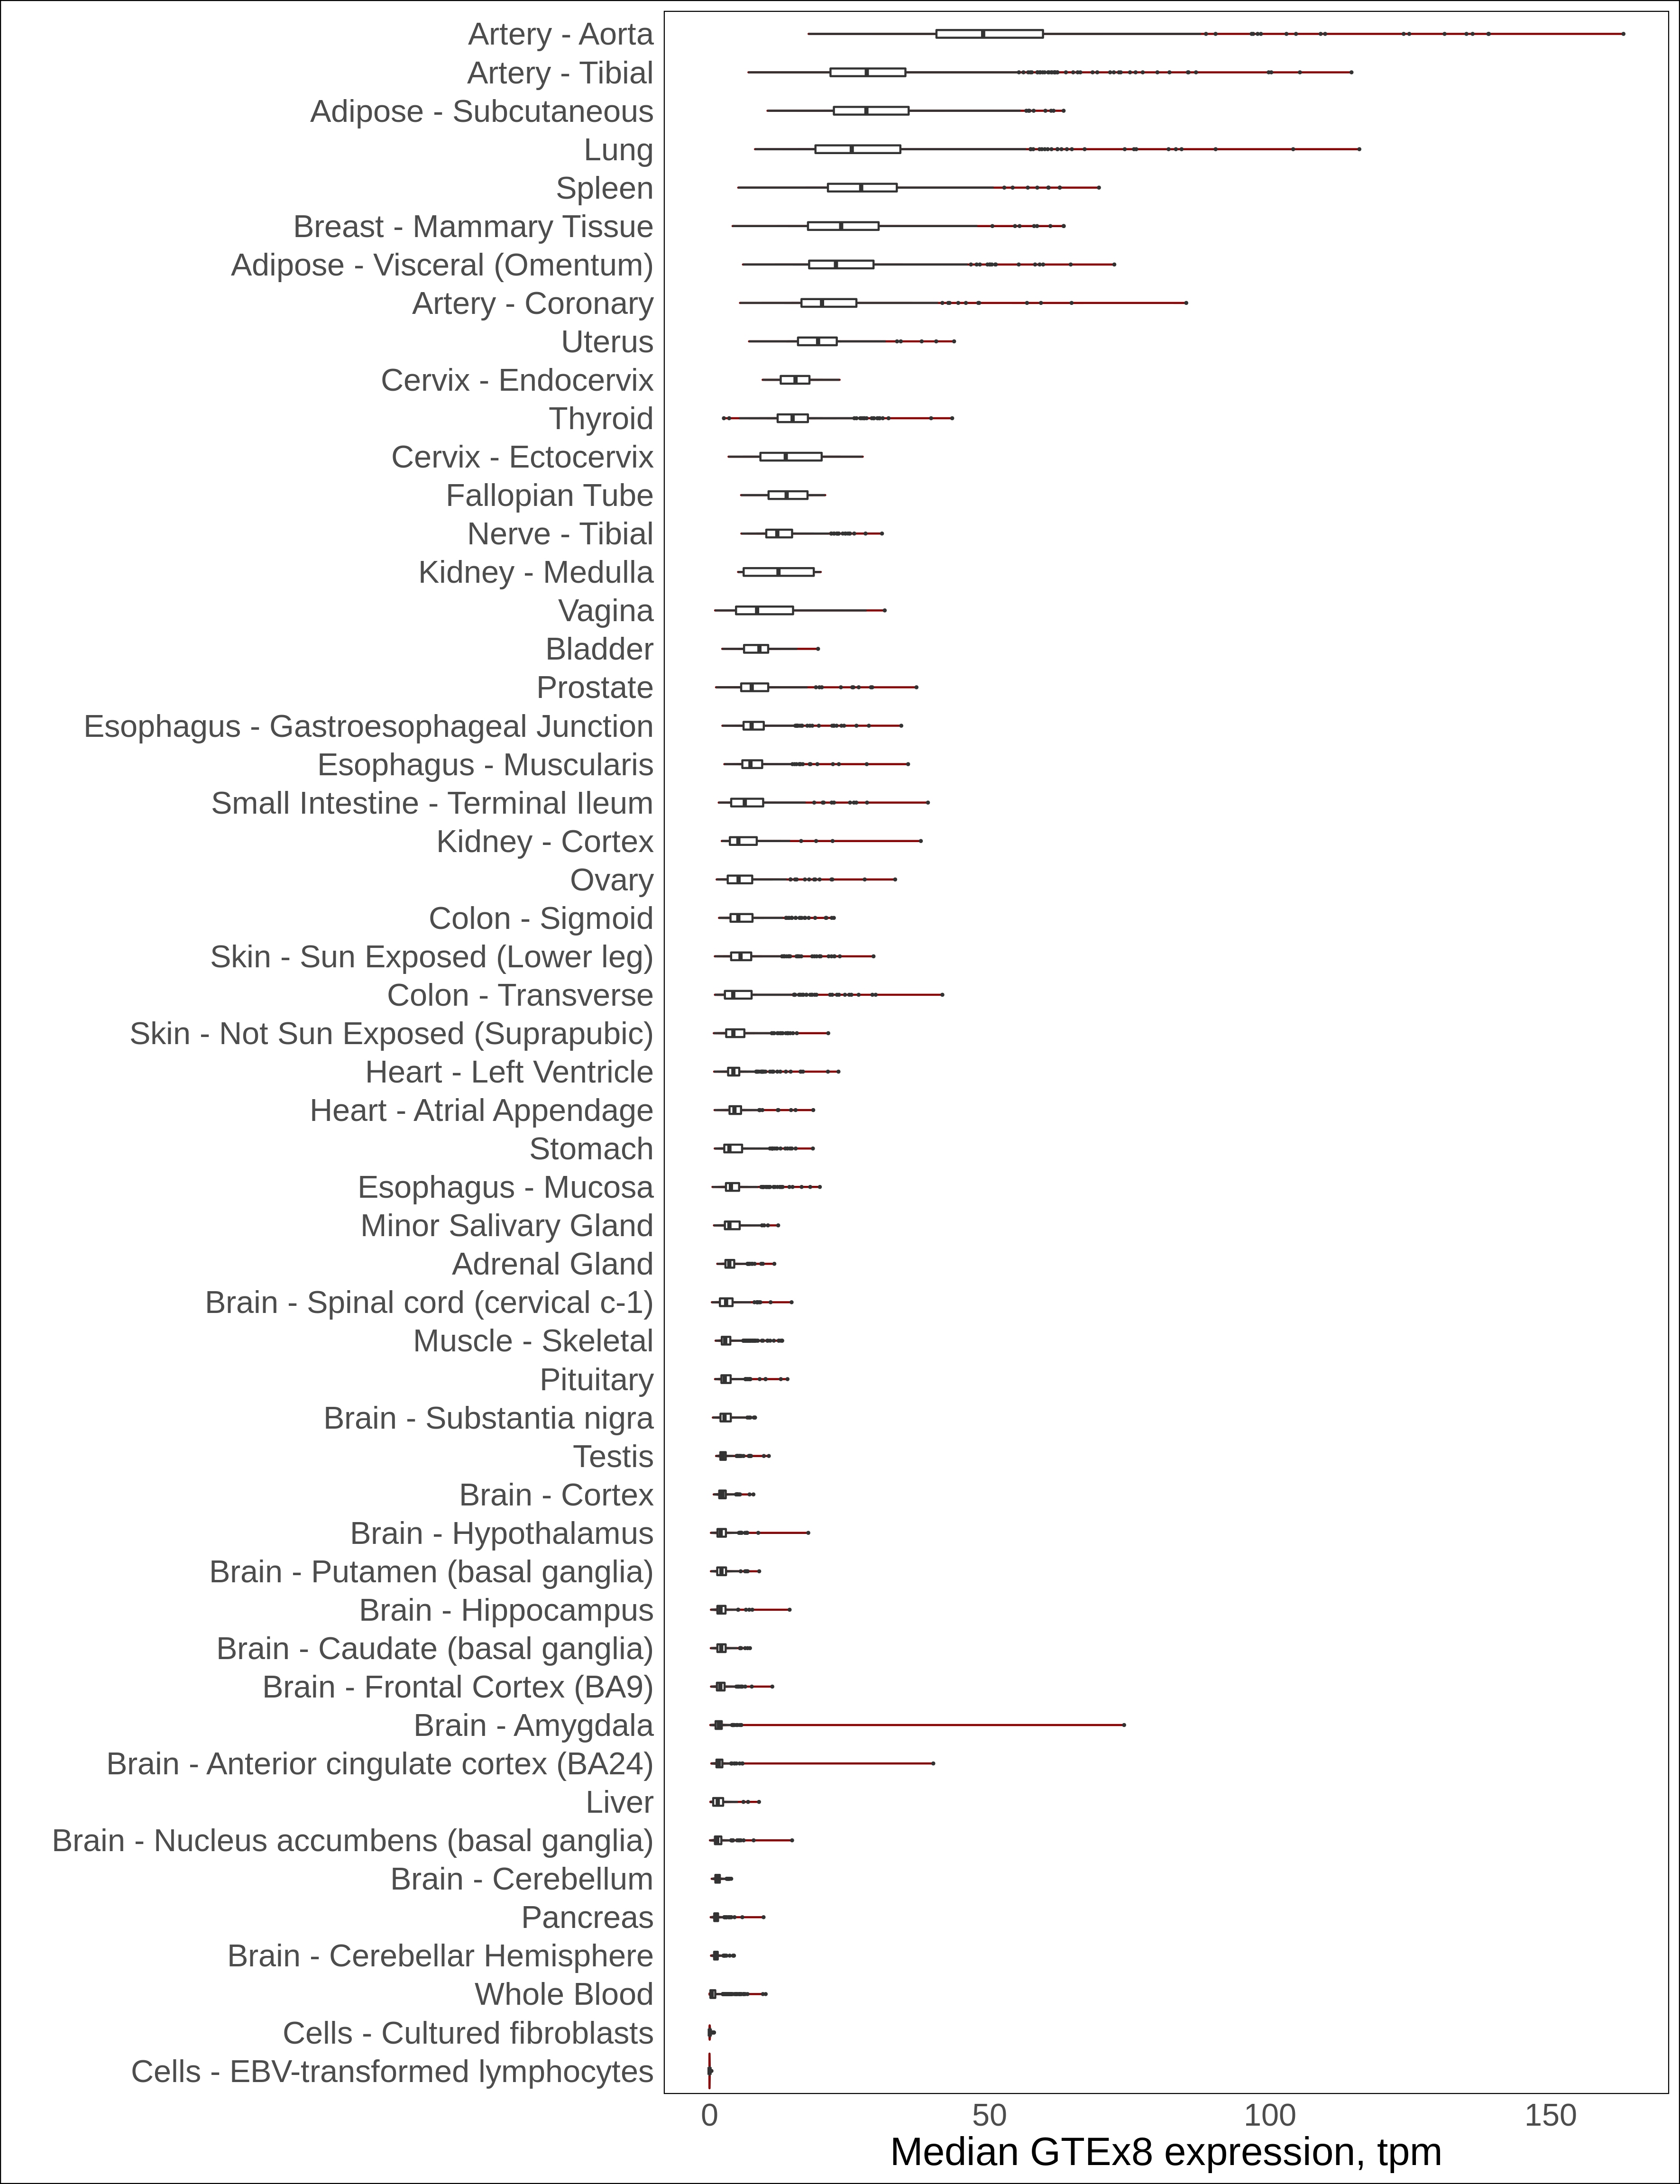 Artery - Aorta
Artery - Tibial
Adipose - Subcutaneous
Lung
Spleen
Breast - Mammary Tissue
Adipose - Visceral (Omentum)
Artery - Coronary
Uterus
Cervix - Endocervix
Thyroid
Cervix - Ectocervix
Fallopian Tube
Nerve - Tibial
Kidney - Medulla
Vagina
Bladder
Prostate
Esophagus - Gastroesophageal Junction
Esophagus - Muscularis
Small Intestine - Terminal Ileum
Kidney - Cortex
Ovary
Colon - Sigmoid
Skin - Sun Exposed (Lower leg)
Colon - Transverse
Skin - Not Sun Exposed (Suprapubic)
Heart - Left Ventricle
Heart - Atrial Appendage
Stomach
Esophagus - Mucosa
Minor Salivary Gland
Adrenal Gland
Brain - Spinal cord (cervical c-1)
Muscle - Skeletal
Pituitary
Brain - Substantia nigra
Testis
Brain - Cortex
Brain - Hypothalamus
Brain - Putamen (basal ganglia)
Brain - Hippocampus
Brain - Caudate (basal ganglia)
Brain - Frontal Cortex (BA9)
Brain - Amygdala
Brain - Anterior cingulate cortex (BA24)
Liver
Brain - Nucleus accumbens (basal ganglia)
Brain - Cerebellum
Pancreas
Brain - Cerebellar Hemisphere
Whole Blood
Cells - Cultured fibroblasts
Cells - EBV-transformed lymphocytes
0 50 100 150
Median GTEx8 expression, tpm